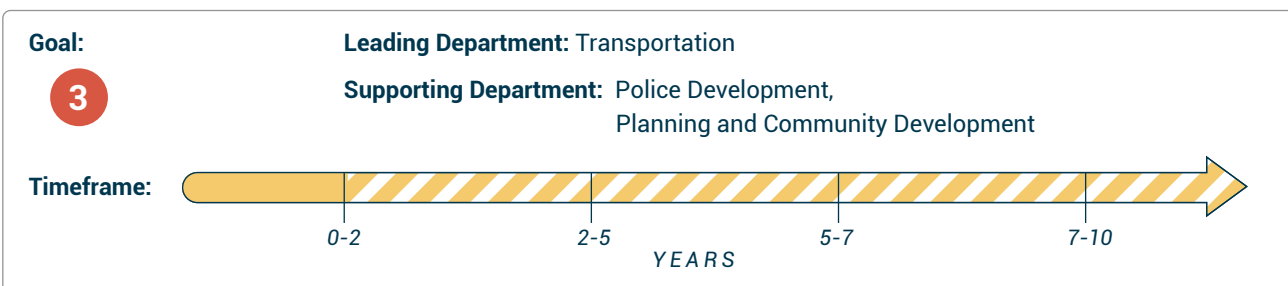 Goal:
Leading Department: Transportation
3
Supporting Department: Police Development,
Planning and Community Development
Timeframe:
0-2
2-5
5-7
7-10
YEARS